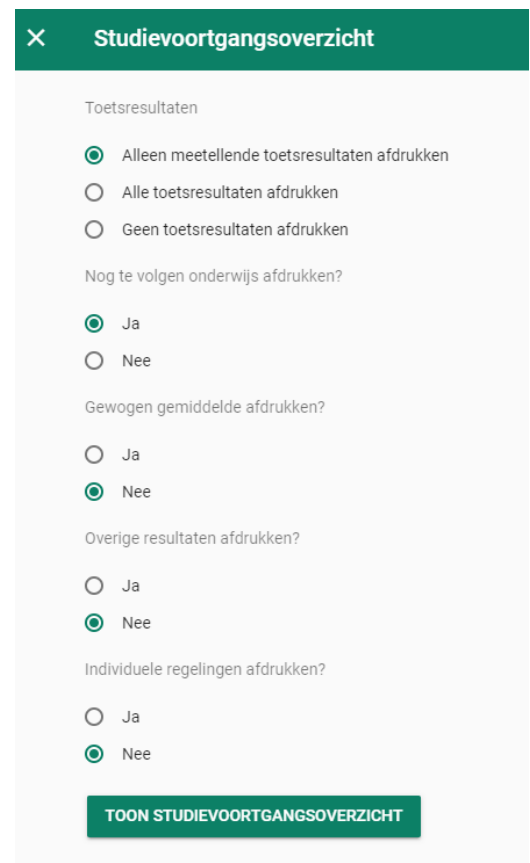 Studievoortgangsoverzicht
Toetsresultaten
Alleen meetellende toetsresultaten afdrukken
Alle toetsresultaten afdrukken
Geen toetsresultaten afdrukken
Nog te volgen onderwijs afdrukken?
Ja
Nee
Gewogen gemiddelde afdrukken?
Ja
Nee
Overige resultaten afdrukken?
Ja
Nee
Individuele regelingen afdrukken?
Ja
Nee
TOON STUDIEVOORTGANGSOVERZICHT